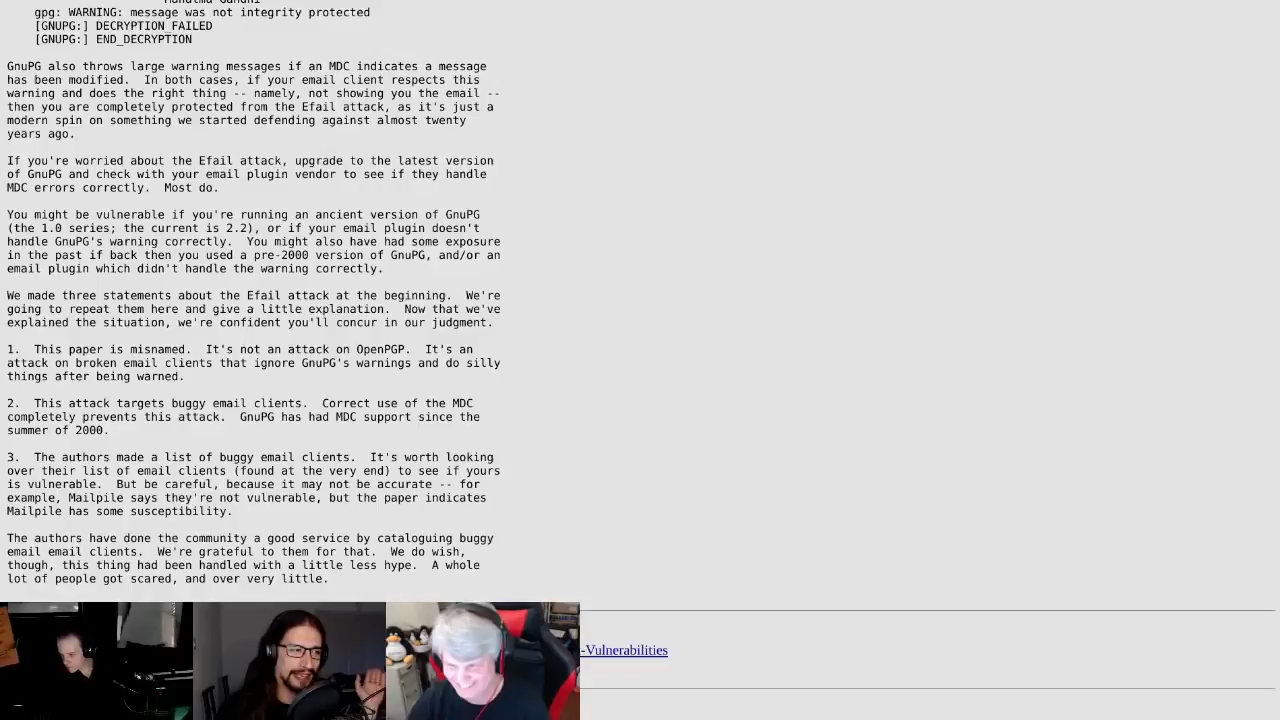 gpg: WARNING: message was not integrity protected
[GNUPG:] DECRYPTION_FAILED
[GNUPG:] END_DECRYPTION
GnuPG also throws large warning messages if an MDC indicates a message
has been modified.  In both cases, if your email client respects this
warning and does the right thing -- namely, not showing you the email --
then you are completely protected from the Efail attack, as it's just a
modern spin on something we started defending against almost twenty
years ago.
If you're worried about the Efail attack, upgrade to the latest version
of GnuPG and check with your email plugin vendor to see if they handle
MDC errors correctly.  Most do.
You might be vulnerable if you're running an ancient version of GnuPG
(the 1.0 series; the current is 2.2), or if your email plugin doesn't
handle GnuPG's warning correctly.  You might also have had some exposure
in the past if back then you used a pre-2000 version of GnuPG, and/or an
email plugin which didn't handle the warning correctly.
We made three statements about the Efail attack at the beginning.  We're
going to repeat them here and give a little explanation.  Now that we've
explained the situation, we're confident you'll concur in our judgment.
1.  This paper is misnamed.  It's not an attack on OpenPGP.  It's an
attack on broken email clients that ignore GnuPG's warnings and do silly
things after being warned.
2.  This attack targets buggy email clients.  Correct use of the MDC
completely prevents this attack.  GnuPG has had MDC support since the
summer of 2000.
3.  The authors made a list of buggy email clients.  It's worth looking
over their list of email clients (found at the very end) to see if yours
is vulnerable.  But be careful, because it may not be accurate -- for
example, Mailpile says they're not vulnerable, but the paper indicates
Mailpile has some susceptibility.
The authors have done the community a good service by cataloguing buggy
email email clients.  We're grateful to them for that.  We do wish,
though, this thing had been handled with a little less hype.  A whole
lot of people got scared, and over very little.
-Vulnerabilities